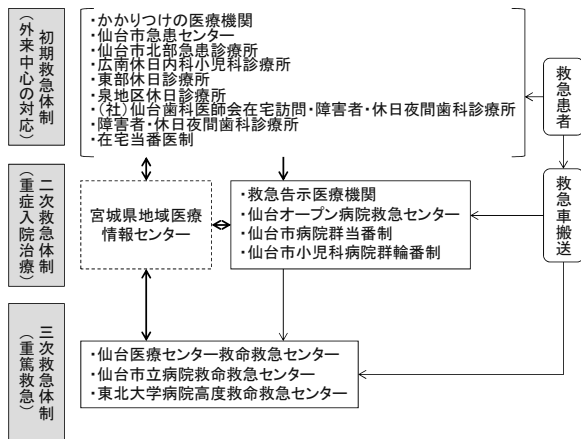 初期救急体制
（外来中心の対応）
・かかりつけの医療機関
・仙台市急患センター
・仙台市北部急患診療所
・広南休日内科小児科診療所
・東部休日診療所
・泉地区休日診療所
・（社）仙台歯科医師会在宅訪問・障害者・休日夜間歯科診療所
・障害者・休日夜間歯科診療所
・在宅当番医制
救急患者
二次救急体制
（重症入院治療）
宮城県地域医療
情報センター
・救急告示医療機関
・仙台オープン病院救急センター
・仙台市病院群当番制
・仙台市小児科病院群輪番制
救急車搬送
三次救急体制
（重篤救急）
・仙台医療センター救命救急センター
・仙台市立病院救命救急センター
・東北大学病院高度救命救急センター